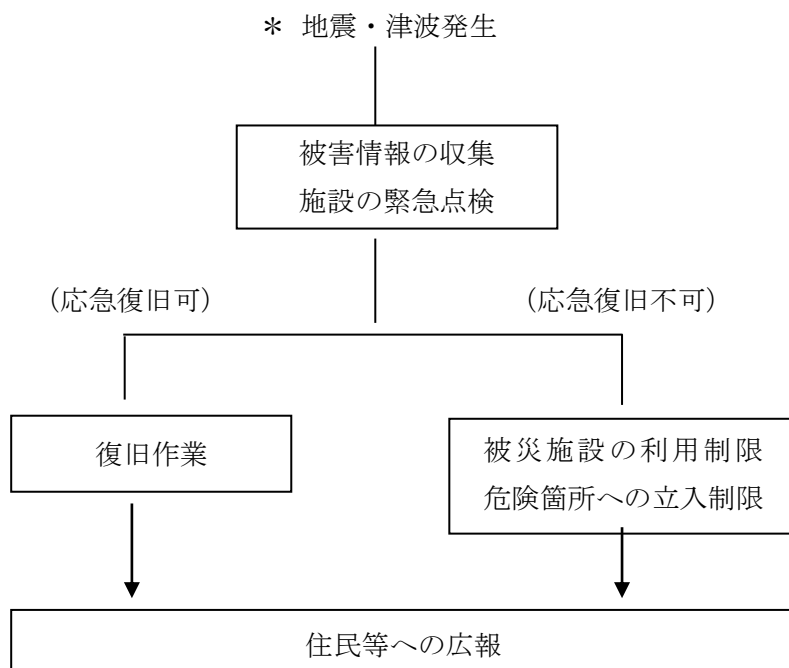 ＊ 地震・津波発生
被害情報の収集
施設の緊急点検
（応急復旧可） （応急復旧不可）
復旧作業
被災施設の利用制限
危険箇所への立入制限
住民等への広報